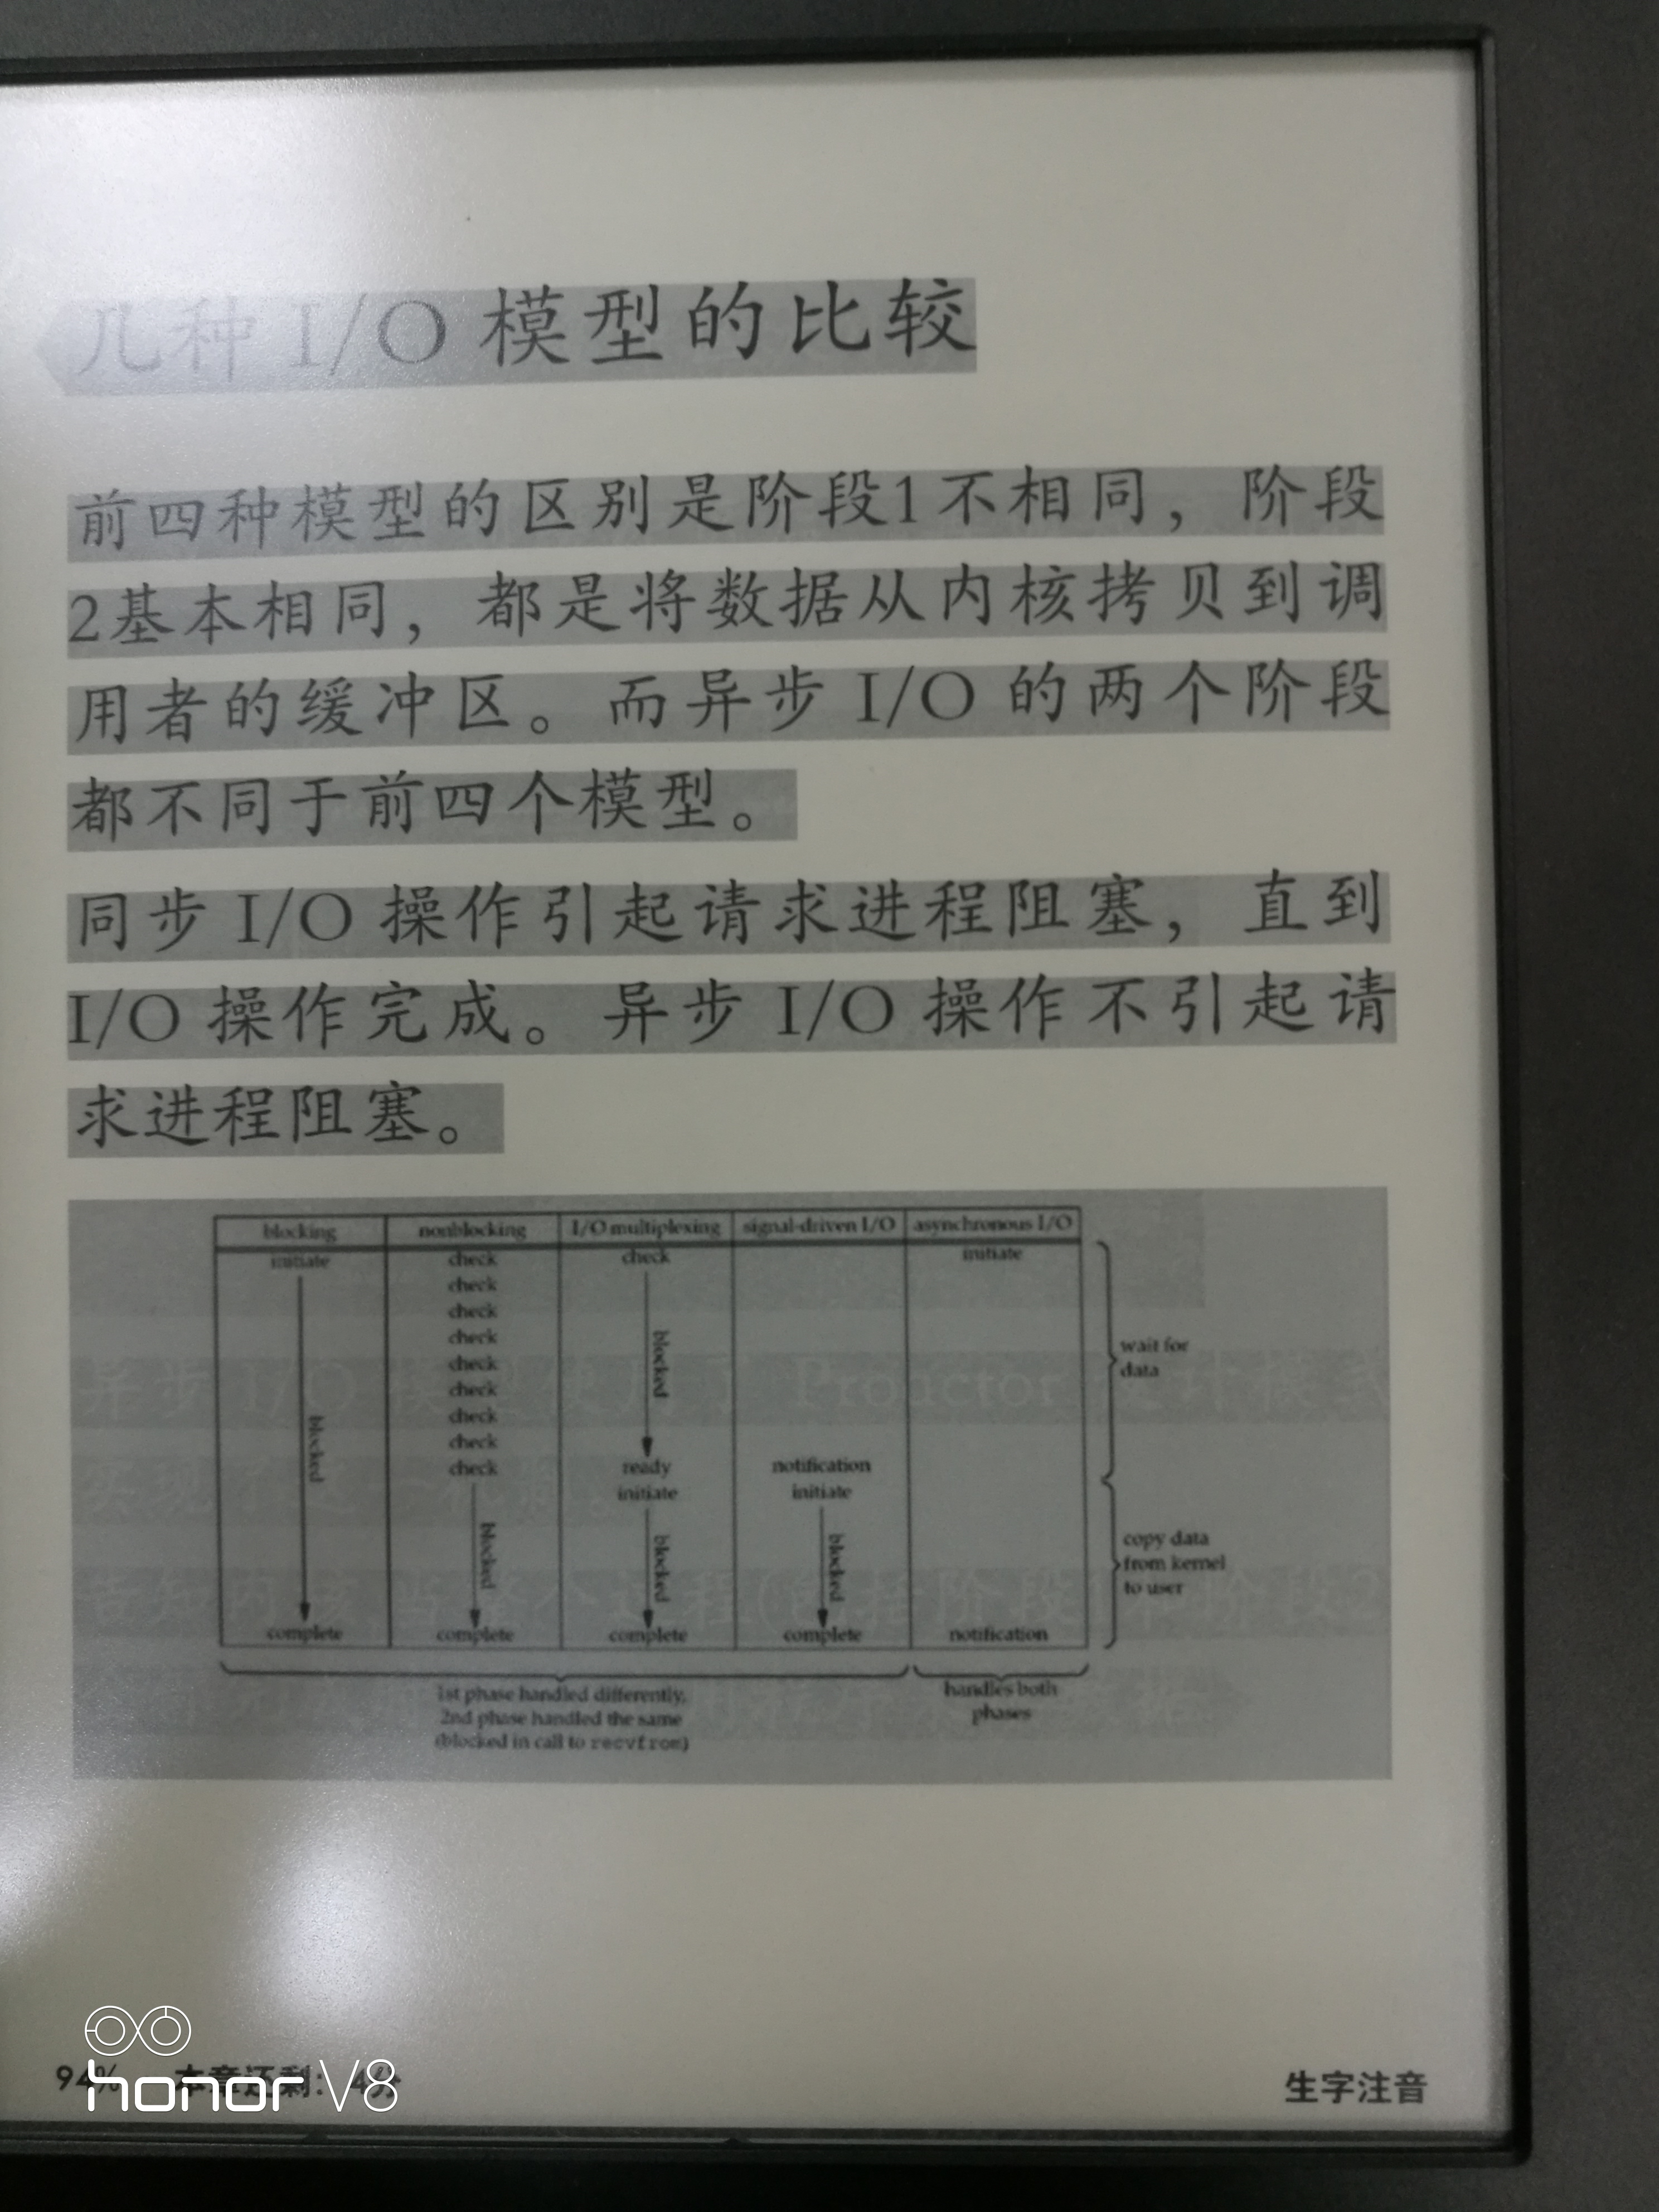 几种 I/O 模型的比较
前四种模型的区别是阶段1不相同，阶段
2基本相同，都是将数据从内核拷贝到调
用者的缓冲区。而异步 I/O 的两个阶段
都不同于前四个模型。
同步 I/O 操作引起请求进程阻塞，直到
I/O 操作完成。异步 I/O 操作不引起请
求进程阻塞。
blocking nonblocking I/O multiplexing signal-driven I/O asynchronous I/O
initiate check check initiate
check
check
check
check
check
check
check
check
blocked
blocked
wait for
data
ready notification
initiate initiate
blocked blocked blocked
copy data
from kernel
to user
complete complete complete complete notification
1st phase handled differently,
2nd phase handled the same
(blocked in call to recvfrom)
handles both
phases
94% 本章还剩：4分
生字注音
honor V8